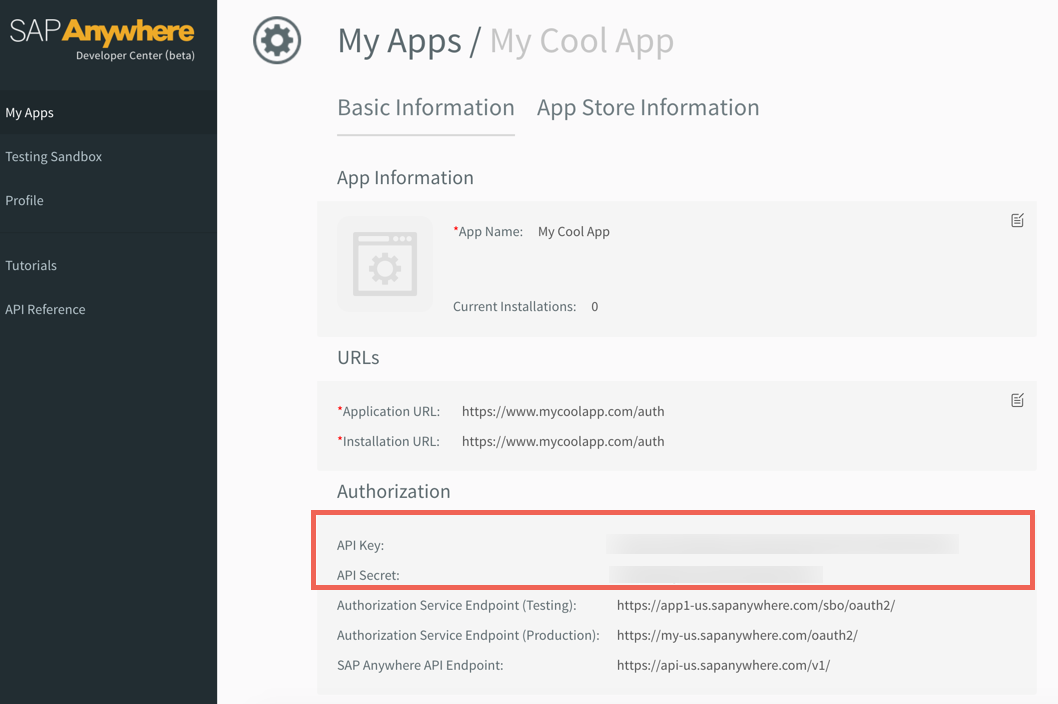 SAP Anywhere
Developer Center (beta)
My Apps
Testing Sandbox
Profile
Tutorials
API Reference
My Apps / My Cool App
Basic Information App Store Information
App Information
*App Name: My Cool App
Current Installations: 0
URLs
*Application URL: https://www.mycoolapp.com/auth
*Installation URL: https://www.mycoolapp.com/auth
Authorization
API Key:
API Secret:
Authorization Service Endpoint (Testing): https://app1-us.sapanywhere.com/sbo/oauth2/
Authorization Service Endpoint (Production): https://my-us.sapanywhere.com/oauth2/
SAP Anywhere API Endpoint: https://api-us.sapanywhere.com/v1/